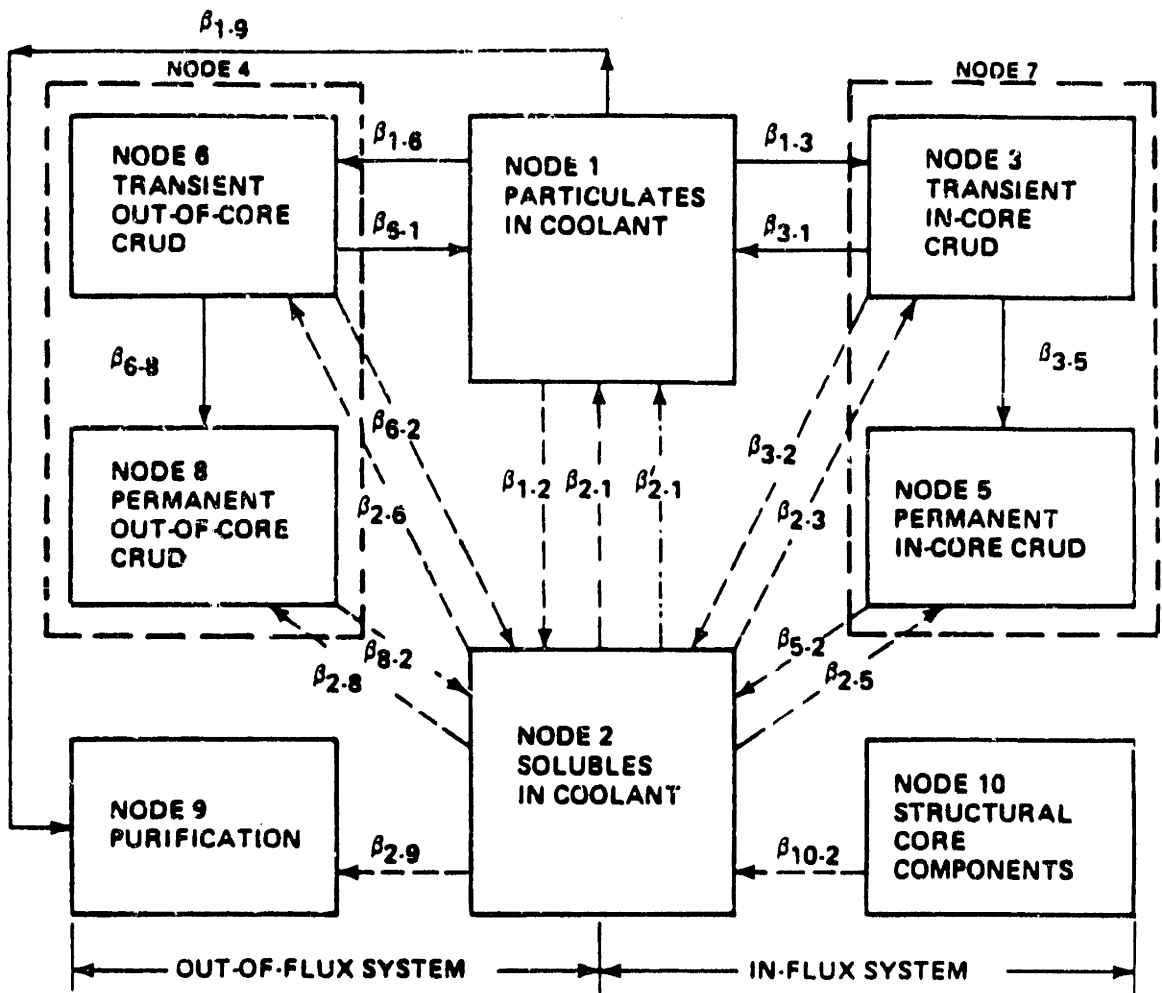 β1-9
NODE 4
NODE 7
NODE 6
TRANSIENT
OUT-OF-CORE
CRUD
β1-6
β6-1
NODE 1
PARTICULATES
IN COOLANT
β1-3
β3-1
NODE 3
TRANSIENT
IN-CORE
CRUD
β6-8
β3-5
β6-2
β2-6
β1-2
β2-1
β'2-1
β3-2
β2-3
NODE 8
PERMANENT
OUT-OF-CORE
CRUD
NODE 5
PERMANENT
IN-CORE CRUD
β8-2
β2-8
β5-2
β2-5
NODE 9
PURIFICATION
β2-9
NODE 2
SOLUBLES
IN COOLANT
β10-2
NODE 10
STRUCTURAL
CORE
COMPONENTS
OUT-OF-FLUX SYSTEM
IN-FLUX SYSTEM